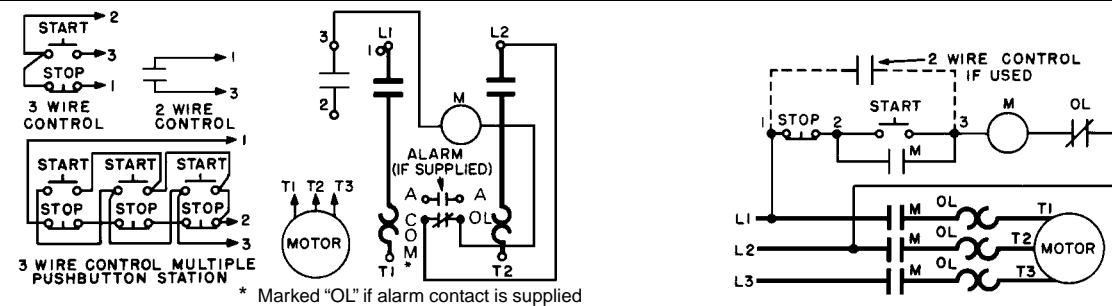 2
START
3
STOP
1
3 WIRE
CONTROL
1
3
2 WIRE
CONTROL
1
START START START
STOP STOP STOP
2
3
3 WIRE CONTROL MULTIPLE
PUSHBUTTON STATION
T1 T2 T3
MOTOR
3
2
L1
1
L2
M
ALARM
(IF SUPPLIED)
A A
COM*
OL
T1
T2
* Marked "OL" if alarm contact is supplied
2 WIRE CONTROL
IF USED
1 STOP 2 START 3 M OL
M
L1 M OL T1
L2 M OL T2
L3 M OL T3
MOTOR